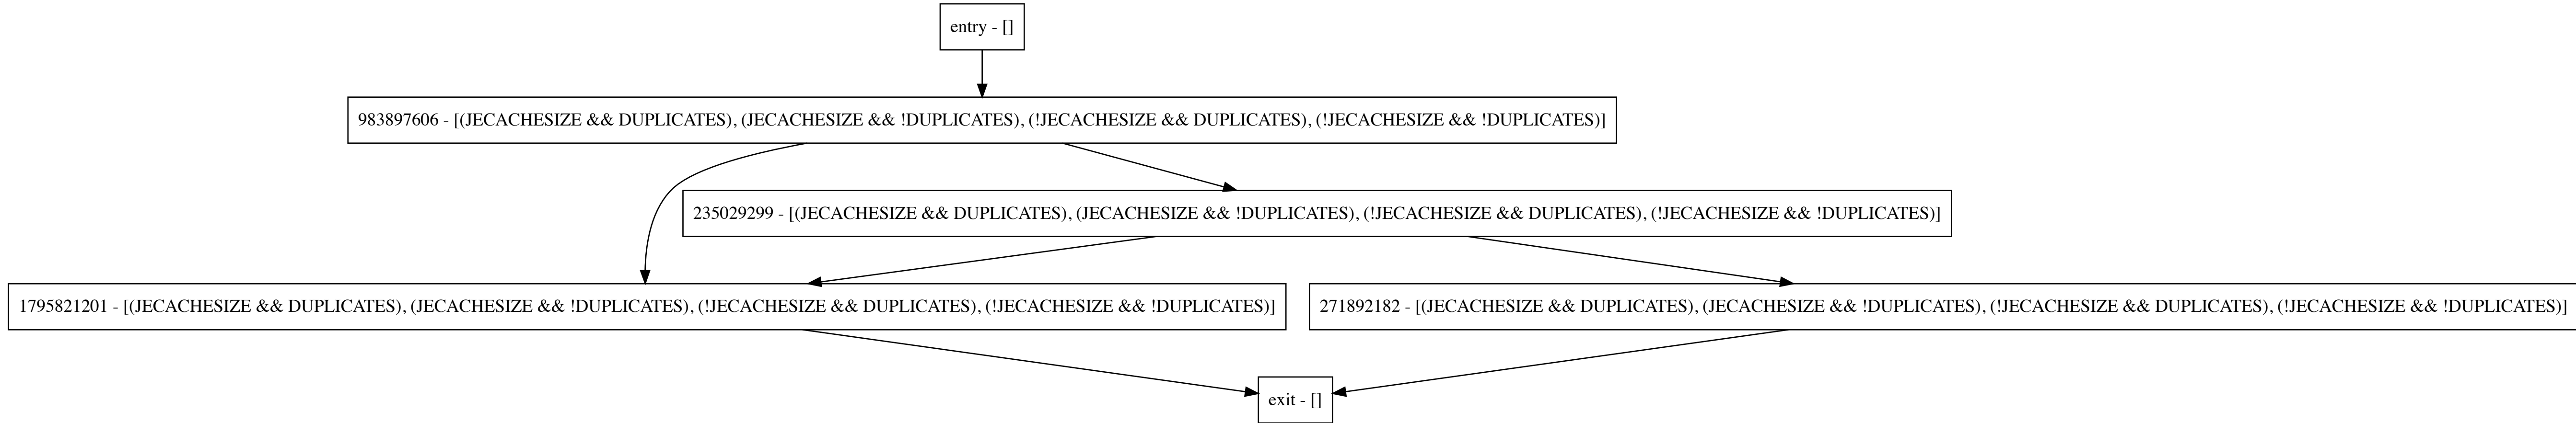 entry - []
983897606 - [(JECACHESIZE && DUPLICATES), (JECACHESIZE && !DUPLICATES), (!JECACHESIZE && DUPLICATES), (!JECACHESIZE && !DUPLICATES)]
235029299 - [(JECACHESIZE && DUPLICATES), (JECACHESIZE && !DUPLICATES), (!JECACHESIZE && DUPLICATES), (!JECACHESIZE && !DUPLICATES)]
1795821201 - [(JECACHESIZE && DUPLICATES), (JECACHESIZE && !DUPLICATES), (!JECACHESIZE && DUPLICATES), (!JECACHESIZE && !DUPLICATES)]
271892182 - [(JECACHESIZE && DUPLICATES), (JECACHESIZE && !DUPLICATES), (!JECACHESIZE && DUPLICATES), (!JECACHESIZE && !DUPLICATES)]
exit - []